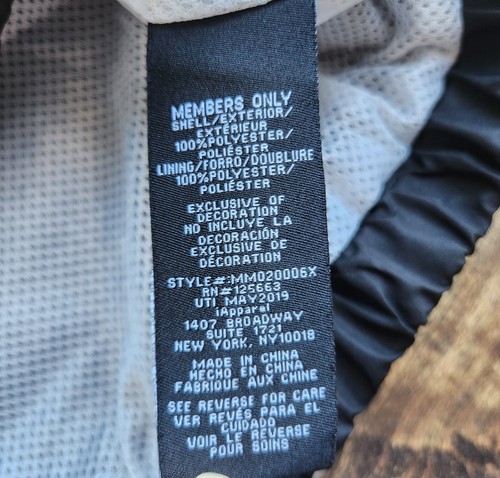 MEMBERS ONLY
SHELL/EXTERIOR/
EXTÉRIEUR
100%POLYESTER/
POLIÉSTER
LINING/FORRO/DOUBLURE
100%POLYESTER/
POLIÉSTER
EXCLUSIVE OF
DECORATION
NO INCLUYE LA
DECORACIÓN
EXCLUSIVE DE
DÉCORATION
STYLE#:MM020006X
RN#125663
UTI MAY2019
iApparel
1407 BROADWAY
SUITE 1721
NEW YORK, NY10018
MADE IN CHINA
HECHO EN CHINA
FABRIQUE AUX CHINE
SEE REVERSE FOR CARE
VER REVÉS PARA EL
CUIDADO
VOIR LE REVERSE
POUR SOINS